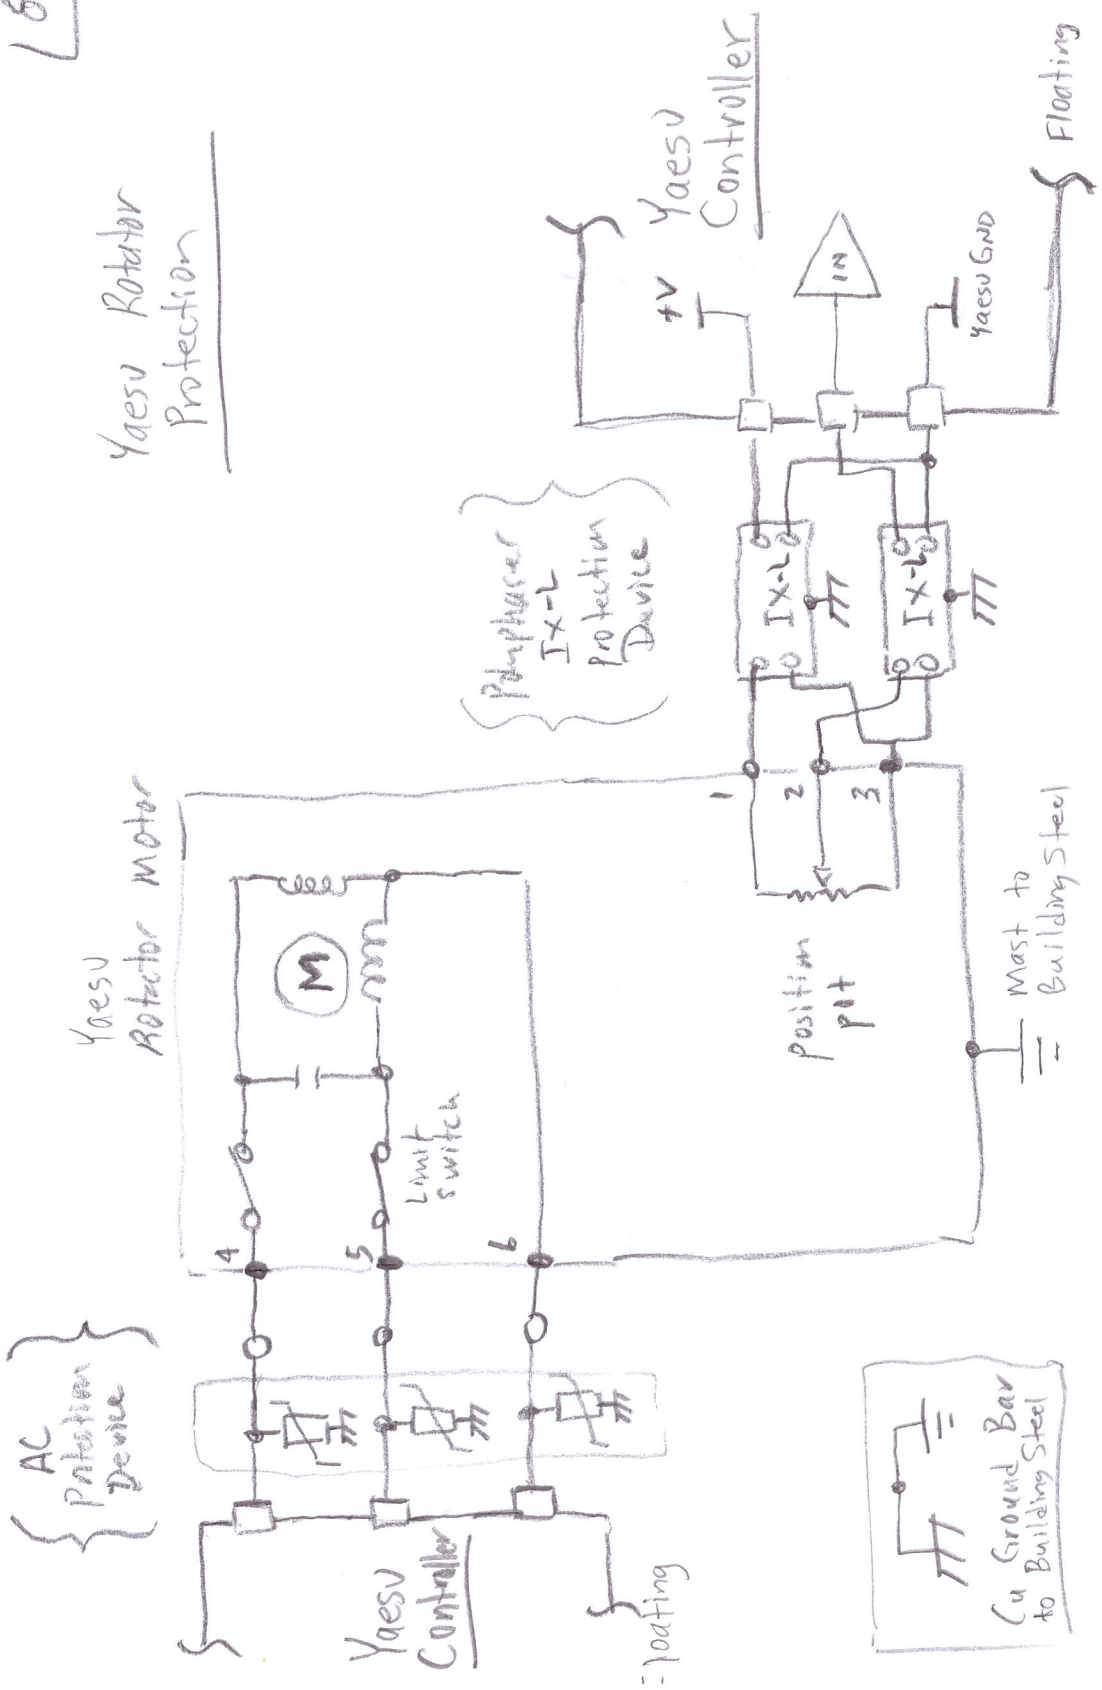 Yaesu Rotator
Protection
AC
Protection
Device
Yaesu
Rotator Motor
Polyphaser
IX-L
Protection
Device
Yaesu
Controller
4
5
6
M
Limit
Switch
position
pot
1
2
3
IX-L
IX-L
+V
IN
Yaesu GND
Yaesu
Controller
Floating
Floating
Mast to
Building Steel
Cu Ground Bar
to Building Steel